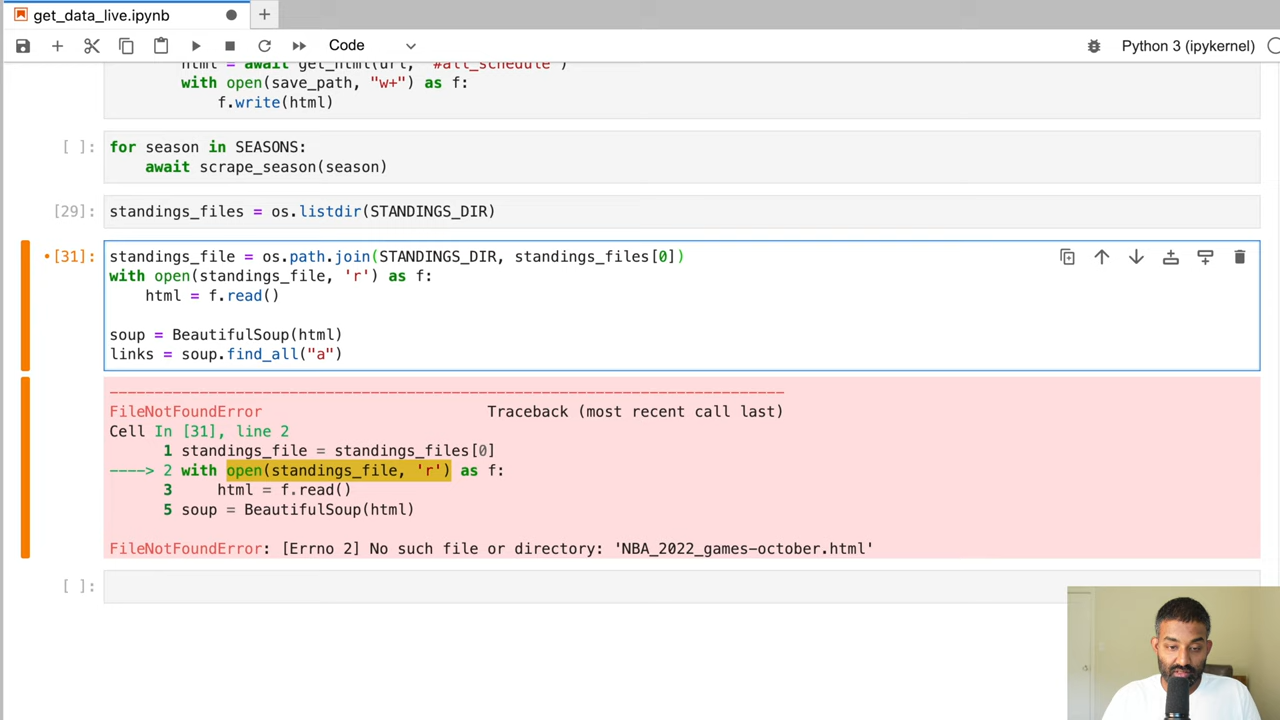 get_data_live.ipynb
Code
Python 3 (ipykernel)
html = await get_html(url, "#all_schedule")
with open(save_path, "w+") as f:
f.write(html)
[ ]:
for season in SEASONS:
await scrape_season(season)
[29]:
standings_files = os.listdir(STANDINGS_DIR)
[31]:
standings_file = os.path.join(STANDINGS_DIR, standings_files[0])
with open(standings_file, 'r') as f:
html = f.read()
soup = BeautifulSoup(html)
links = soup.find_all("a")
---------------------------------------------------------------------------
FileNotFoundError                         Traceback (most recent call last)
Cell In [31], line 2
1 standings_file = standings_files[0]
----> 2 with open(standings_file, 'r') as f:
3     html = f.read()
5 soup = BeautifulSoup(html)
FileNotFoundError: [Errno 2] No such file or directory: 'NBA_2022_games-october.html'
[ ]: